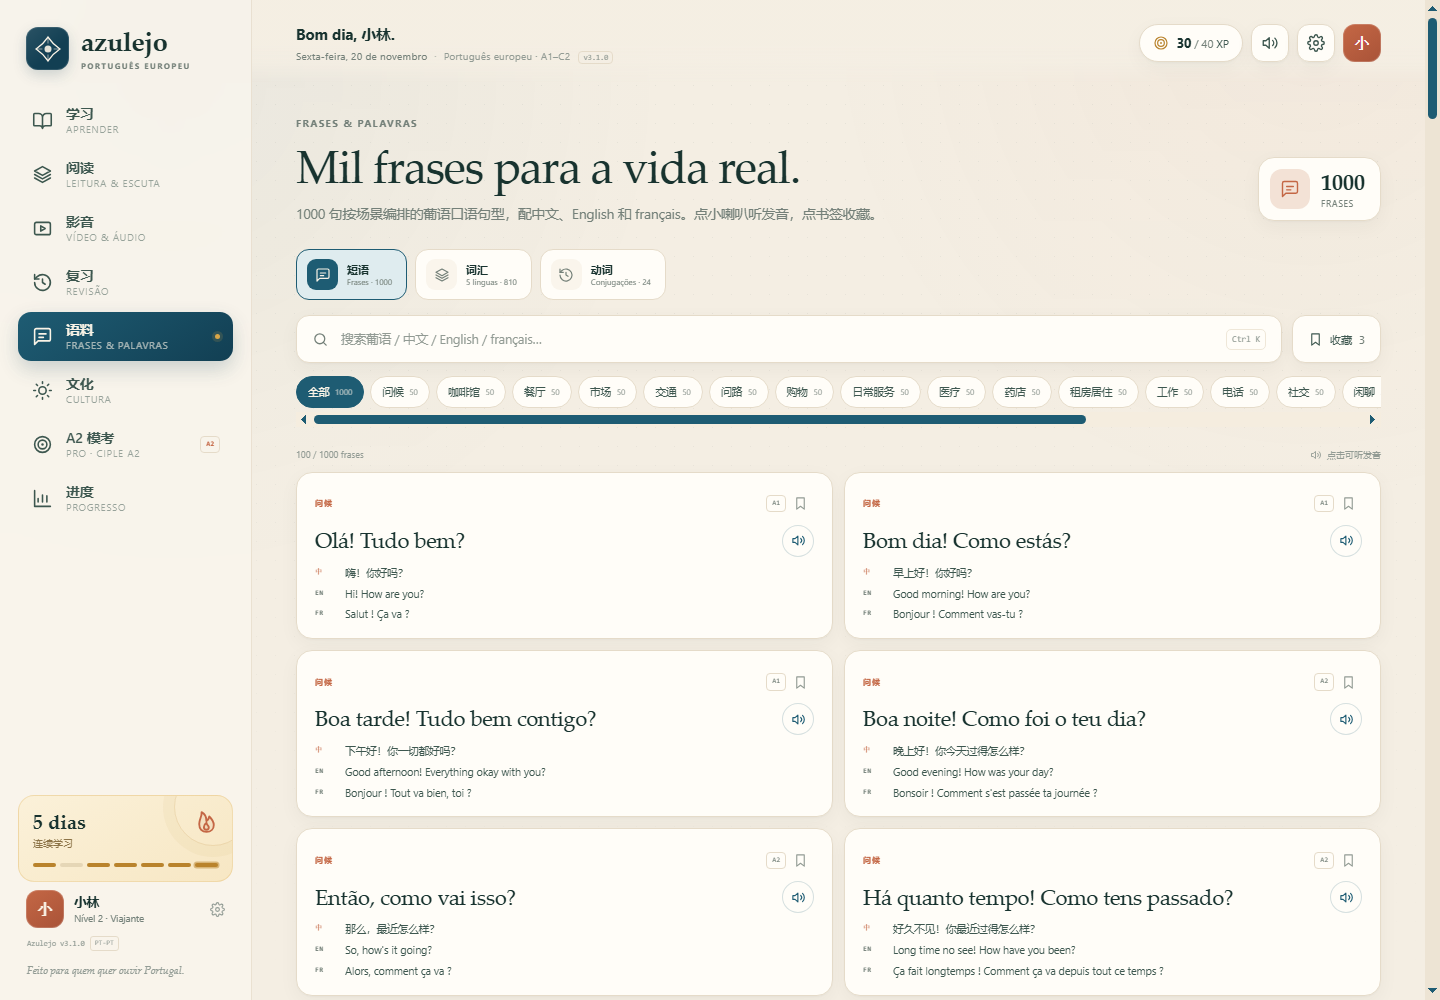 azulejo
PORTUGUÊS EUROPEU
学习
APRENDER
阅读
LEITURA & ESCUTA
影音
VÍDEO & ÁUDIO
复习
REVISÃO
语料
FRASES & PALAVRAS
文化
CULTURA
A2 模考
PRO · CIPLE A2
A2
进度
PROGRESSO
5 dias
连续学习
小
小林
Nível 2 · Viajante
Azulejo v3.1.0 PT-PT
Feito para quem quer ouvir Portugal.
Bom dia, 小林.
Sexta-feira, 20 de novembro · Português europeu · A1–C2 v3.1.0
30 / 40 XP
小
FRASES & PALAVRAS
Mil frases para a vida real.
1000 句按场景编排的葡语口语句型，配中文、English 和 français。点小喇叭听发音，点书签收藏。
1000
FRASES
短语
Frases · 1000
词汇
5 línguas · 810
动词
Conjugações · 24
搜索葡语 / 中文 / English / français...
Ctrl K
收藏 3
全部 1000 问候 50 咖啡馆 50 餐厅 50 市场 50 交通 50 问路 50 购物 50 日常服务 50 医疗 50 药店 50 租房居住 50 工作 50 电话 50 社交 50 闲聊
100 / 1000 frases
点击可听发音
问候 A1
Olá! Tudo bem?
中 嗨！你好吗？
EN Hi! How are you?
FR Salut ! Ça va ?
问候 A1
Bom dia! Como estás?
中 早上好！你好吗？
EN Good morning! How are you?
FR Bonjour ! Comment vas-tu ?
问候 A1
Boa tarde! Tudo bem contigo?
中 下午好！你一切都好吗？
EN Good afternoon! Everything okay with you?
FR Bonjour ! Tout va bien, toi ?
问候 A2
Boa noite! Como foi o teu dia?
中 晚上好！你今天过得怎么样？
EN Good evening! How was your day?
FR Bonsoir ! Comment s'est passée ta journée ?
问候 A2
Então, como vai isso?
中 那么，最近怎么样？
EN So, how's it going?
FR Alors, comment ça va ?
问候 A2
Há quanto tempo! Como tens passado?
中 好久不见！你最近过得怎么样？
EN Long time no see! How have you been?
FR Ça fait longtemps ! Comment ça va depuis tout ce temps ?